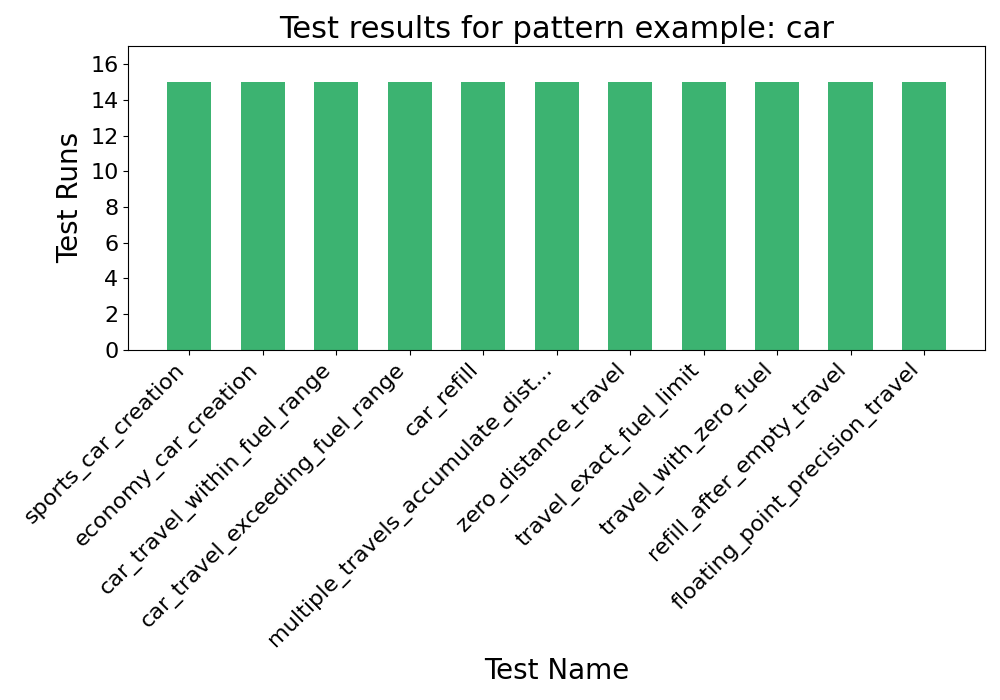 Test results for pattern example: car
Test Runs
16
14
12
10
8
6
4
2
0
sports_car_creation
economy_car_creation
car_travel_within_fuel_range
car_travel_exceeding_fuel_range
car_refill
multiple_travels_accumulate_dist...
zero_distance_travel
travel_exact_fuel_limit
travel_with_zero_fuel
refill_after_empty_travel
floating_point_precision_travel
Test Name